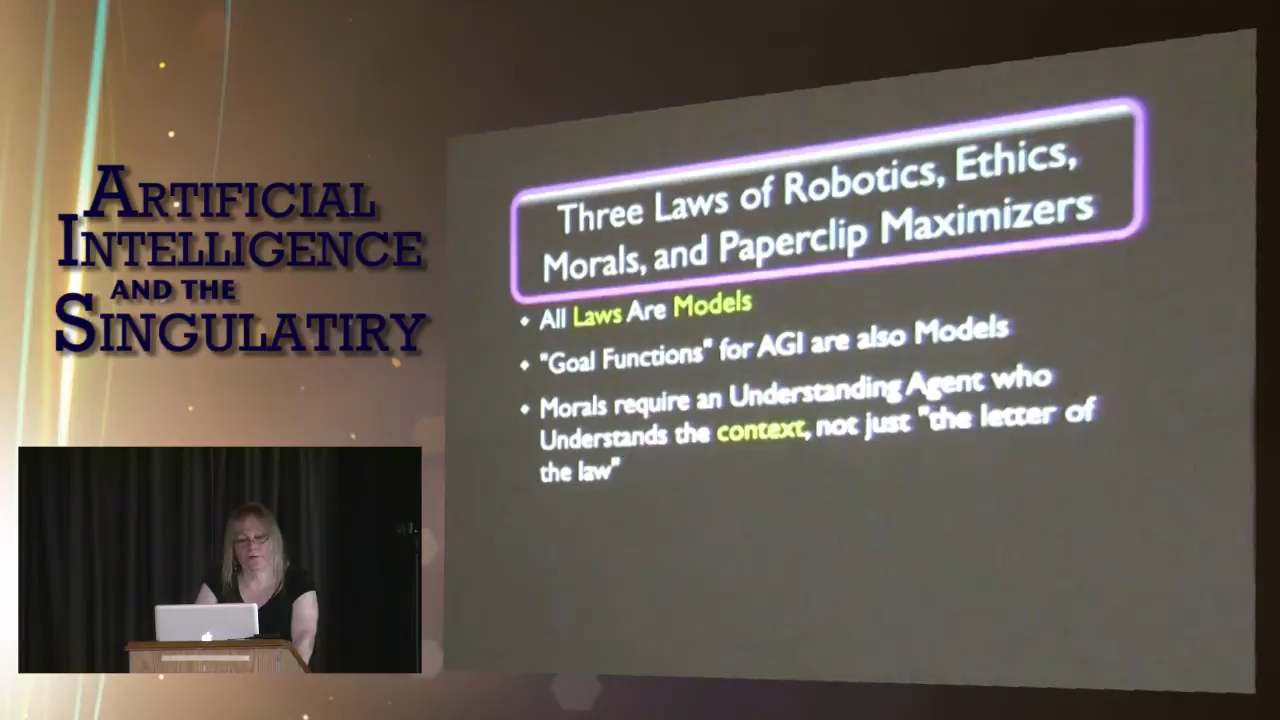 ARTIFICIAL
INTELLIGENCE
AND THE
SINGULATIRY
Three Laws of Robotics, Ethics,
Morals, and Paperclip Maximizers
• All Laws Are Models
• "Goal Functions" for AGI are also Models
• Morals require an Understanding Agent who
Understands the context, not just "the letter of
the law"